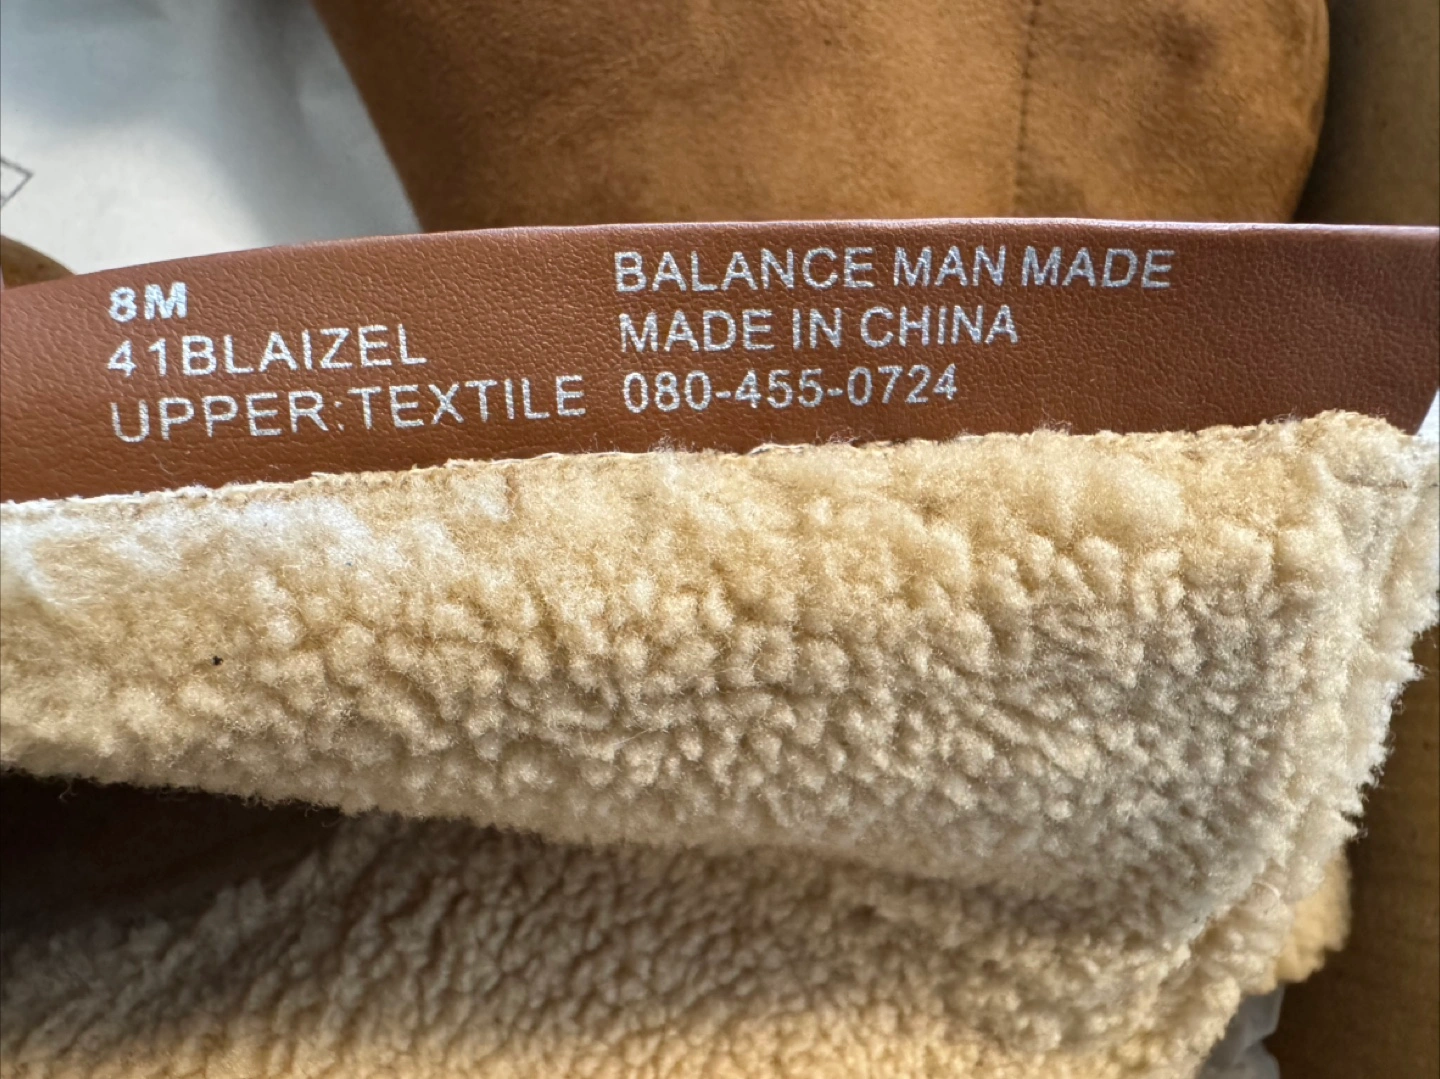 8M
41BLAIZEL
UPPER:TEXTILE
BALANCE MAN MADE
MADE IN CHINA
080-455-0724